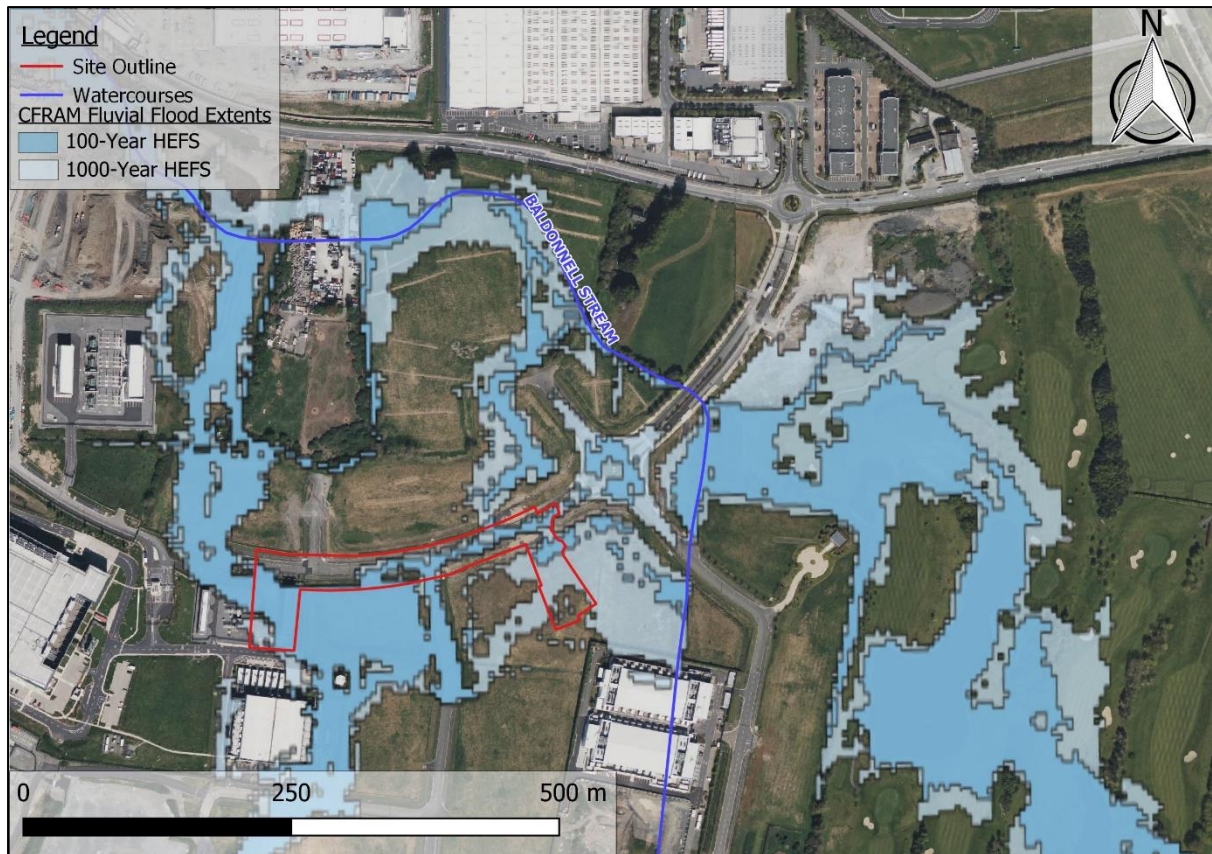 Legend
Site Outline
Watercourses
CFRAM Fluvial Flood Extents
100-Year HEFS
1000-Year HEFS
N
BALDONNELL STREAM
0 250 500 m